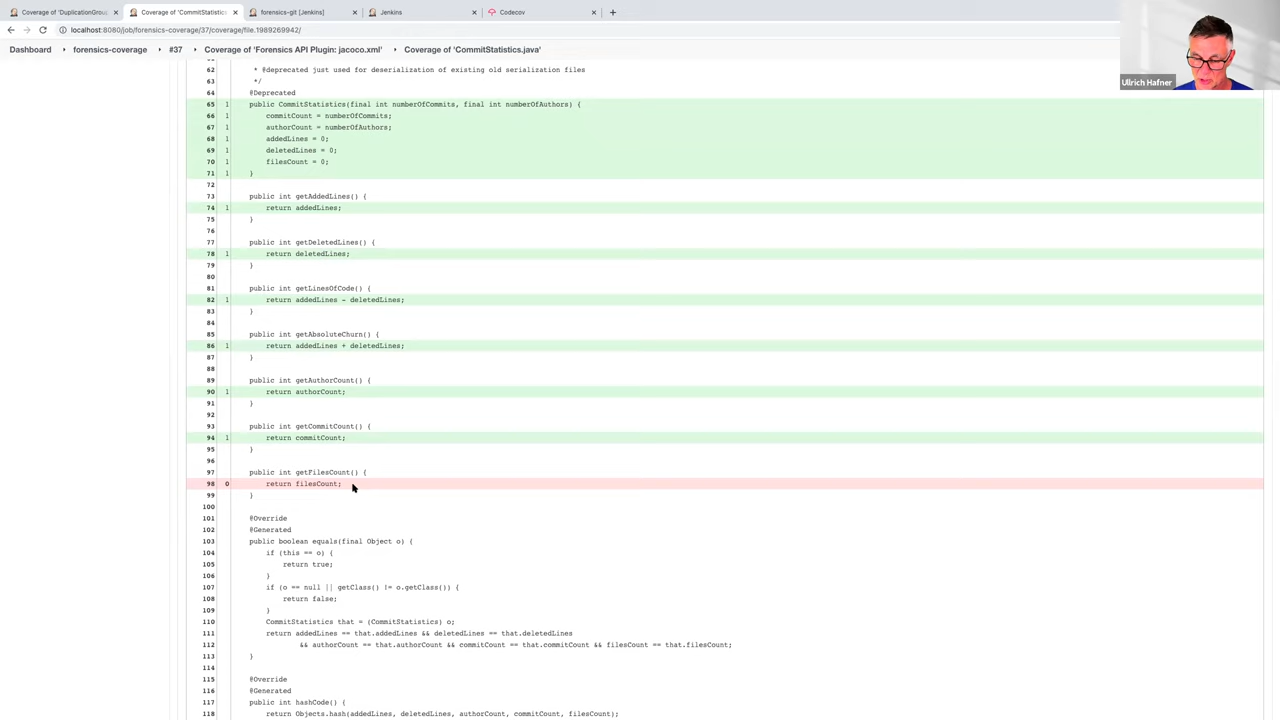 Coverage of 'DuplicationGrou
Coverage of 'CommitStatistics
forensics-git [Jenkins]
Jenkins
Codecov
localhost:8080/job/forensics-coverage/37/coverage/file.1989269942/
Dashboard forensics-coverage #37 Coverage of 'Forensics API Plugin: jacoco.xml' Coverage of 'CommitStatistics.java'
Ullrich Hafner
62 * @deprecated just used for deserialization of existing old serialization files
63 */
64 @Deprecated
65 1 public CommitStatistics(final int numberOfCommits, final int numberOfAuthors) {
66 1 commitCount = numberOfCommits;
67 1 authorCount = numberOfAuthors;
68 1 addedLines = 0;
69 1 deletedLines = 0;
70 1 filesCount = 0;
71 1 }
72
73 public int getAddedLines() {
74 1 return addedLines;
75 }
76
77 public int getDeletedLines() {
78 1 return deletedLines;
79 }
80
81 public int getLinesOfCode() {
82 1 return addedLines - deletedLines;
83 }
84
85 public int getAbsoluteChurn() {
86 1 return addedLines + deletedLines;
87 }
88
89 public int getAuthorCount() {
90 1 return authorCount;
91 }
92
93 public int getCommitCount() {
94 1 return commitCount;
95 }
96
97 public int getFilesCount() {
98 0 return filesCount;
99 }
100
101 @Override
102 @Generated
103 public boolean equals(final Object o) {
104 if (this == o) {
105 return true;
106 }
107 if (o == null || getClass() != o.getClass()) {
108 return false;
109 }
110 CommitStatistics that = (CommitStatistics) o;
111 return addedLines == that.addedLines && deletedLines == that.deletedLines
112 && authorCount == that.authorCount && commitCount == that.commitCount && filesCount == that.filesCount;
113 }
114
115 @Override
116 @Generated
117 public int hashCode() {
118 return Objects.hash(addedLines, deletedLines, authorCount, commitCount, filesCount);